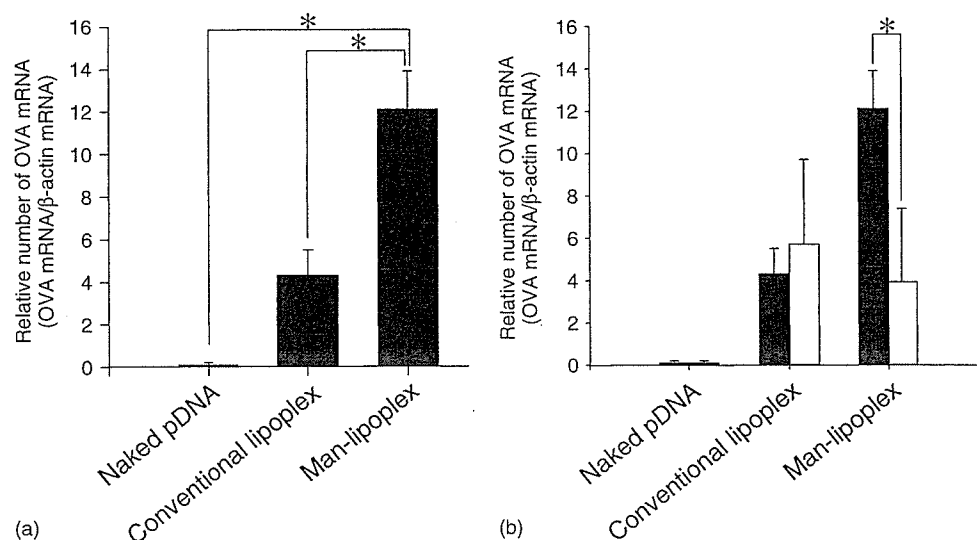 *
*
16
14
12
10
8
6
4
2
0
Relative number of OVA mRNA
(OVA mRNA/β-actin mRNA)
Naked pDNA
Conventional lipoplex
Man-lipoplex
(a)
*
16
14
12
10
8
6
4
2
0
Relative number of OVA mRNA
(OVA mRNA/β-actin mRNA)
Naked pDNA
Conventional lipoplex
Man-lipoplex
(b)